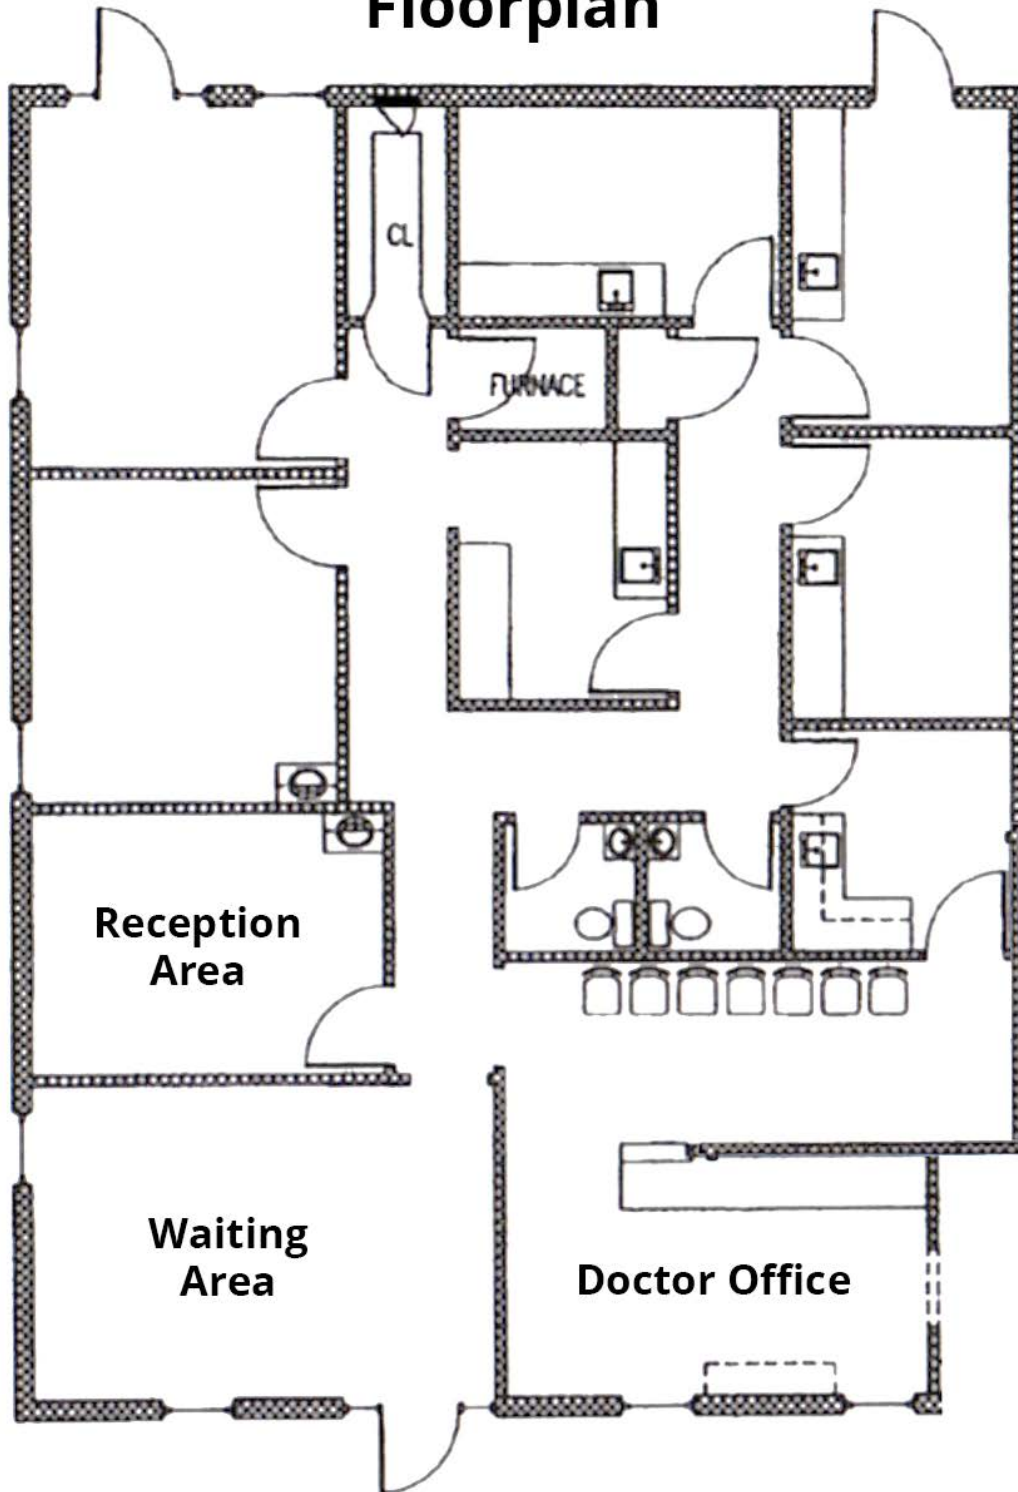 Floorplan
CL
FURNACE
Reception
Area
Waiting
Area
Doctor Office